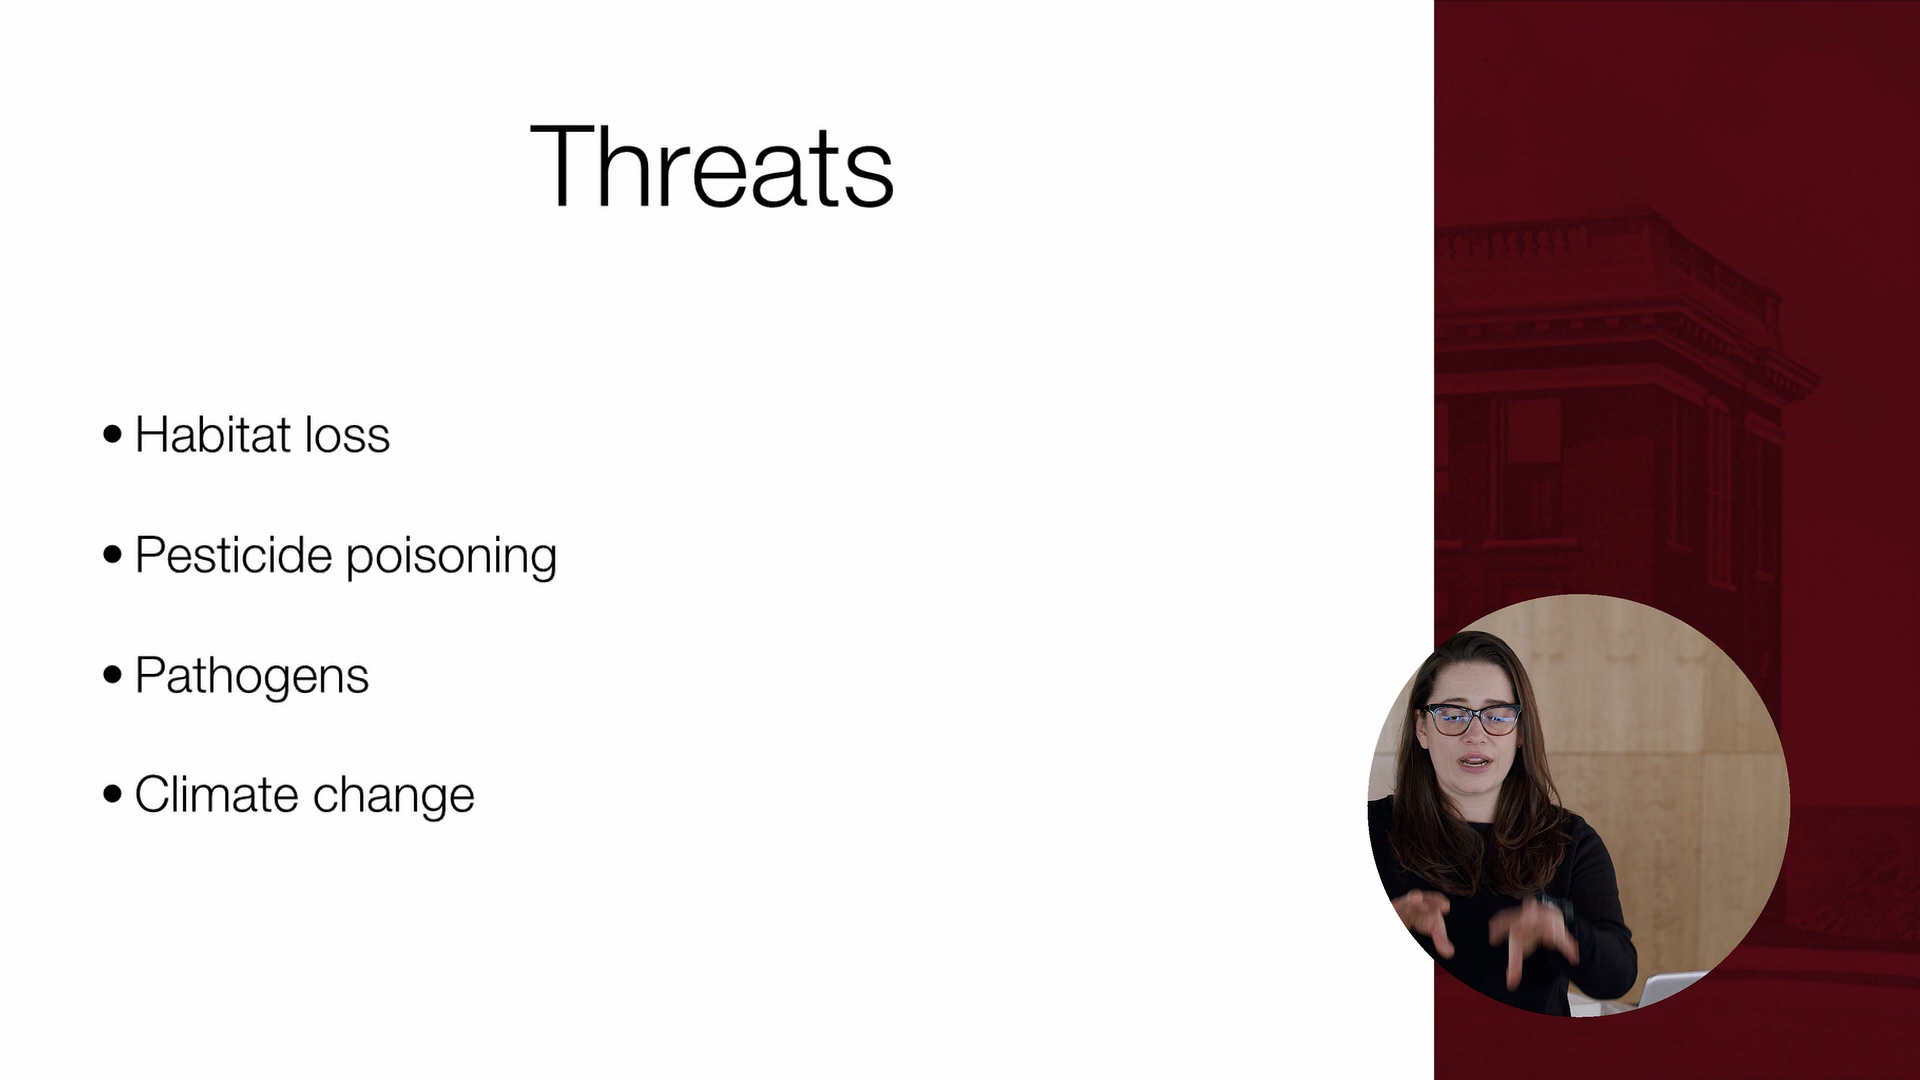 Threats
• Habitat loss
• Pesticide poisoning
• Pathogens
• Climate change